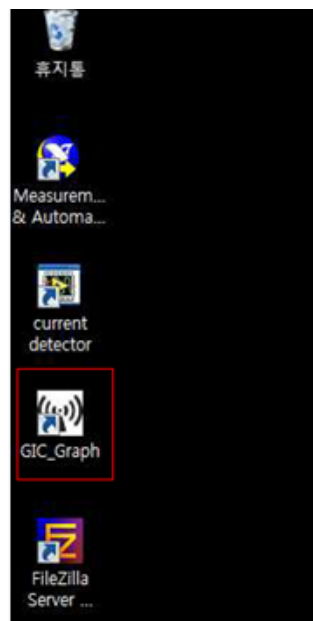 휴지통
Measurem...
& Automa...
current
detector
GIC_Graph
FileZilla
Server ...